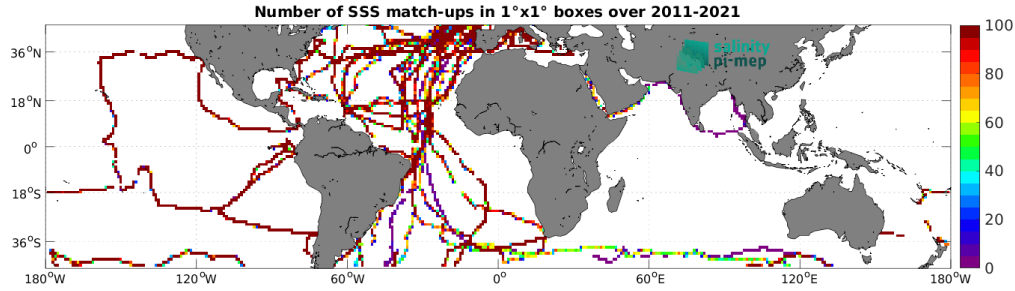 Number of SSS match-ups in 1°x1° boxes over 2011-2021
36°N
18°N
0°
18°S
36°S
180°W
120°W
60°W
0°
60°E
120°E
180°W
salinity
pi-mep
100
80
60
40
20
0